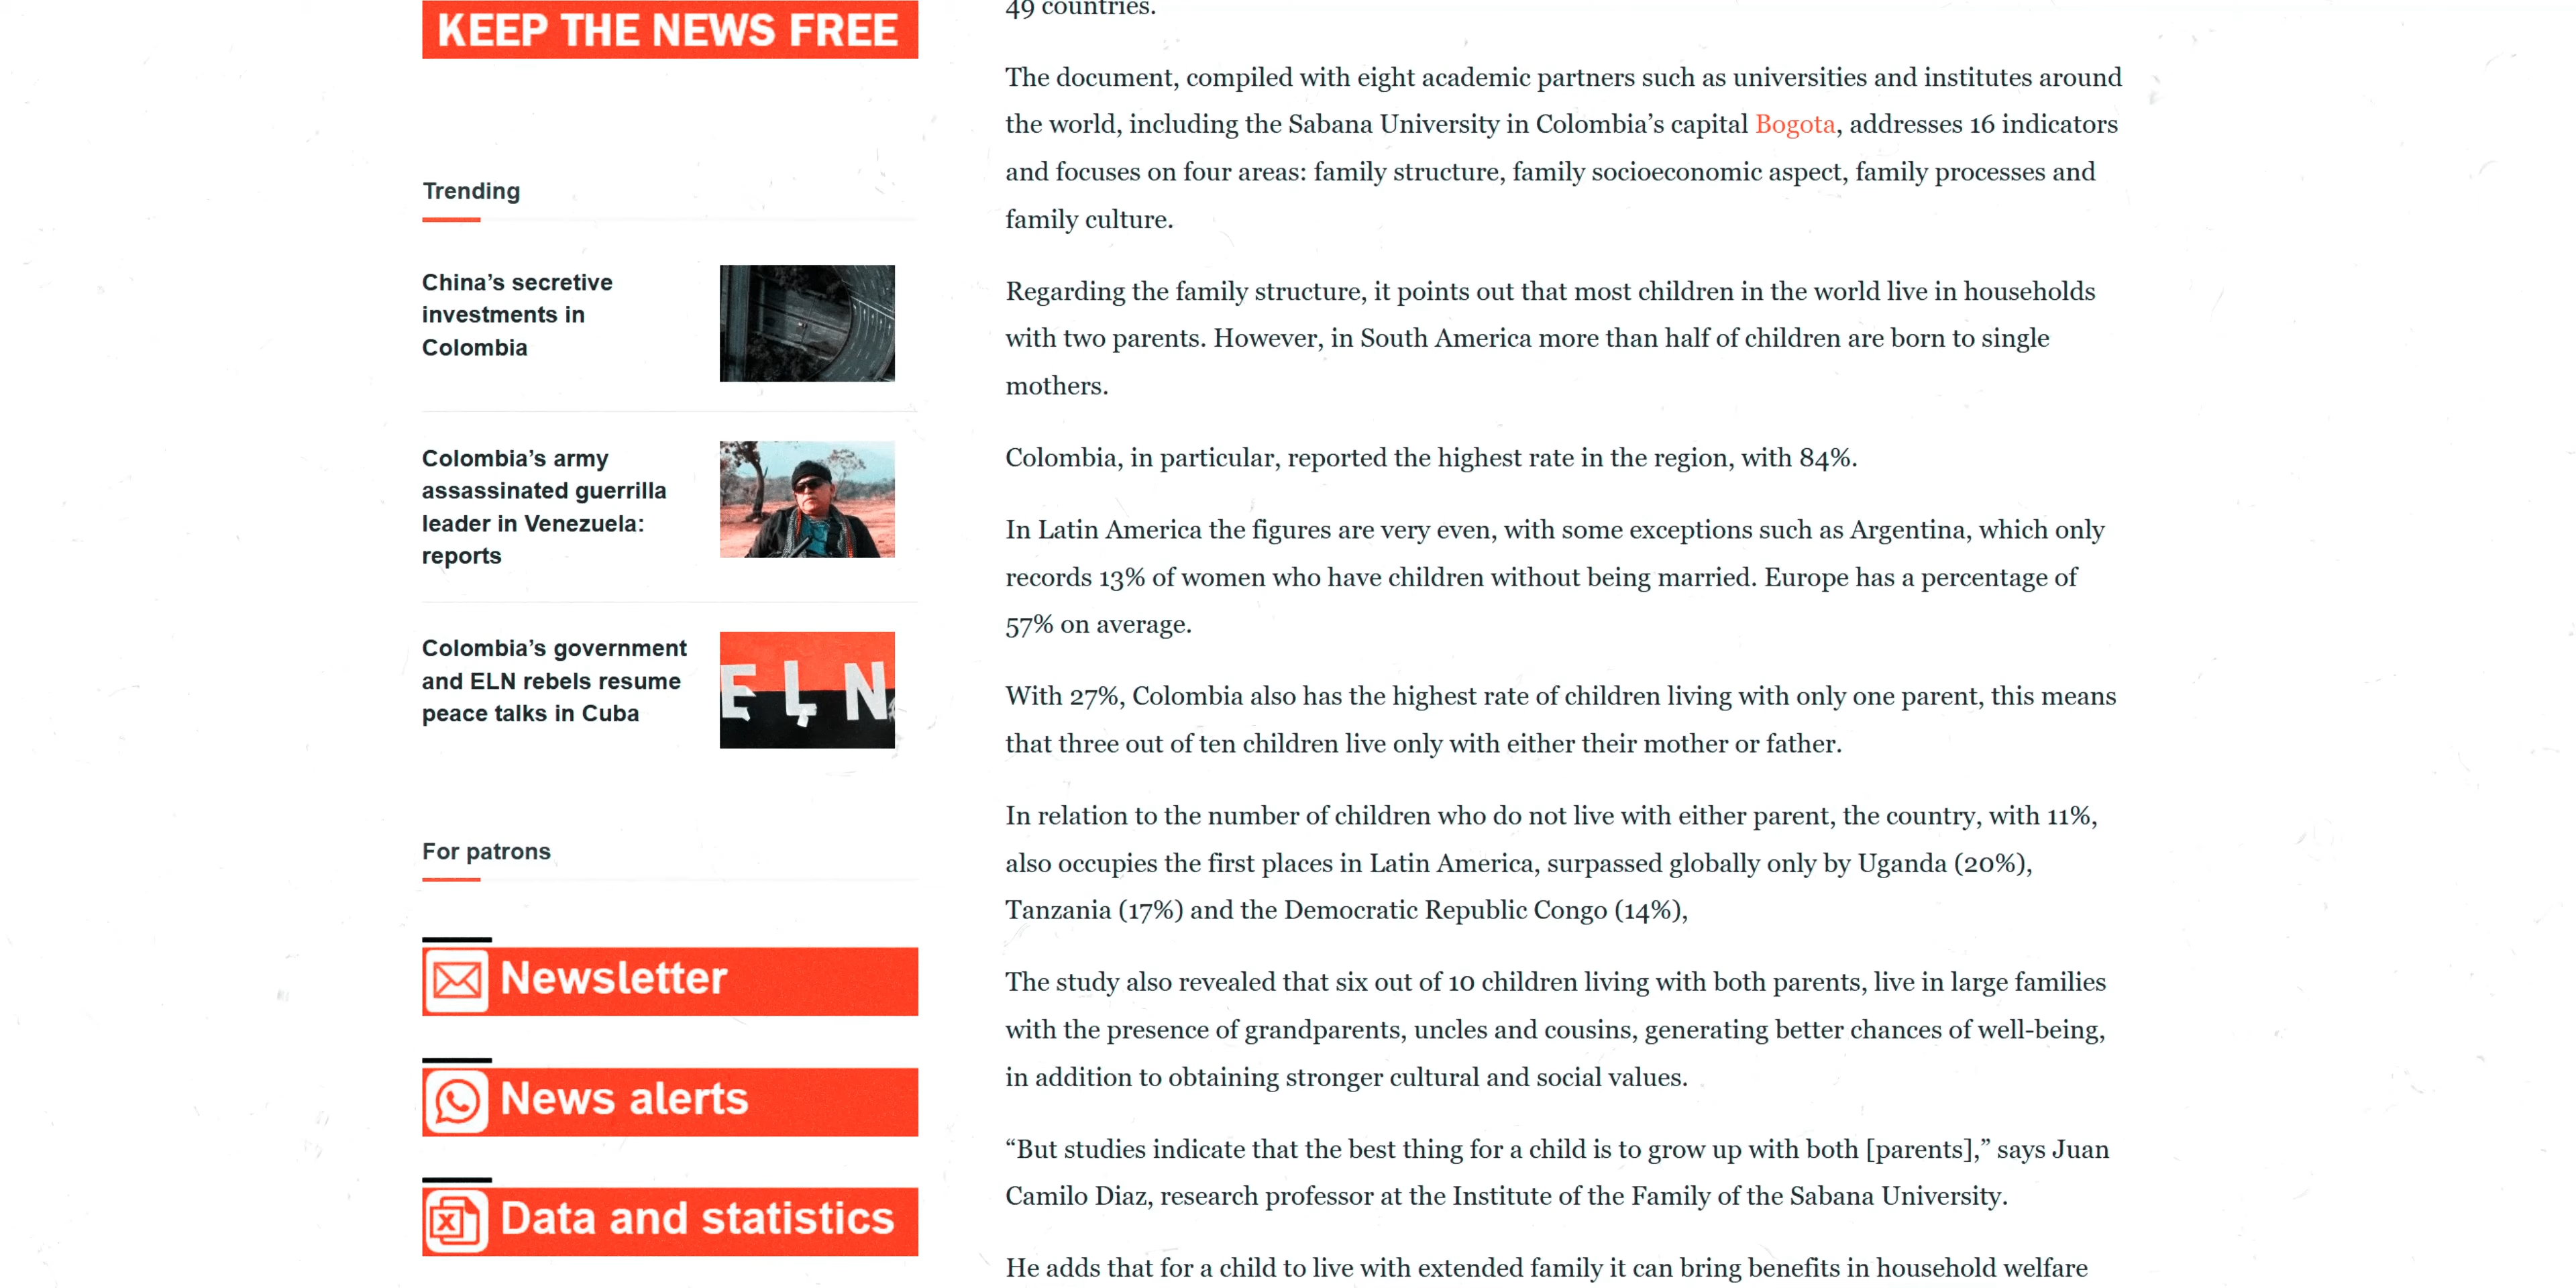 KEEP THE NEWS FREE
Trending
China’s secretive
investments in
Colombia
Colombia’s army
assassinated guerrilla
leader in Venezuela:
reports
Colombia’s government
and ELN rebels resume
peace talks in Cuba
ELN
For patrons
Newsletter
News alerts
Data and statistics
49 countries.
The document, compiled with eight academic partners such as universities and institutes around
the world, including the Sabana University in Colombia’s capital Bogota, addresses 16 indicators
and focuses on four areas: family structure, family socioeconomic aspect, family processes and
family culture.
Regarding the family structure, it points out that most children in the world live in households
with two parents. However, in South America more than half of children are born to single
mothers.
Colombia, in particular, reported the highest rate in the region, with 84%.
In Latin America the figures are very even, with some exceptions such as Argentina, which only
records 13% of women who have children without being married. Europe has a percentage of
57% on average.
With 27%, Colombia also has the highest rate of children living with only one parent, this means
that three out of ten children live only with either their mother or father.
In relation to the number of children who do not live with either parent, the country, with 11%,
also occupies the first places in Latin America, surpassed globally only by Uganda (20%),
Tanzania (17%) and the Democratic Republic Congo (14%),
The study also revealed that six out of 10 children living with both parents, live in large families
with the presence of grandparents, uncles and cousins, generating better chances of well-being,
in addition to obtaining stronger cultural and social values.
“But studies indicate that the best thing for a child is to grow up with both [parents],” says Juan
Camilo Diaz, research professor at the Institute of the Family of the Sabana University.
He adds that for a child to live with extended family it can bring benefits in household welfare